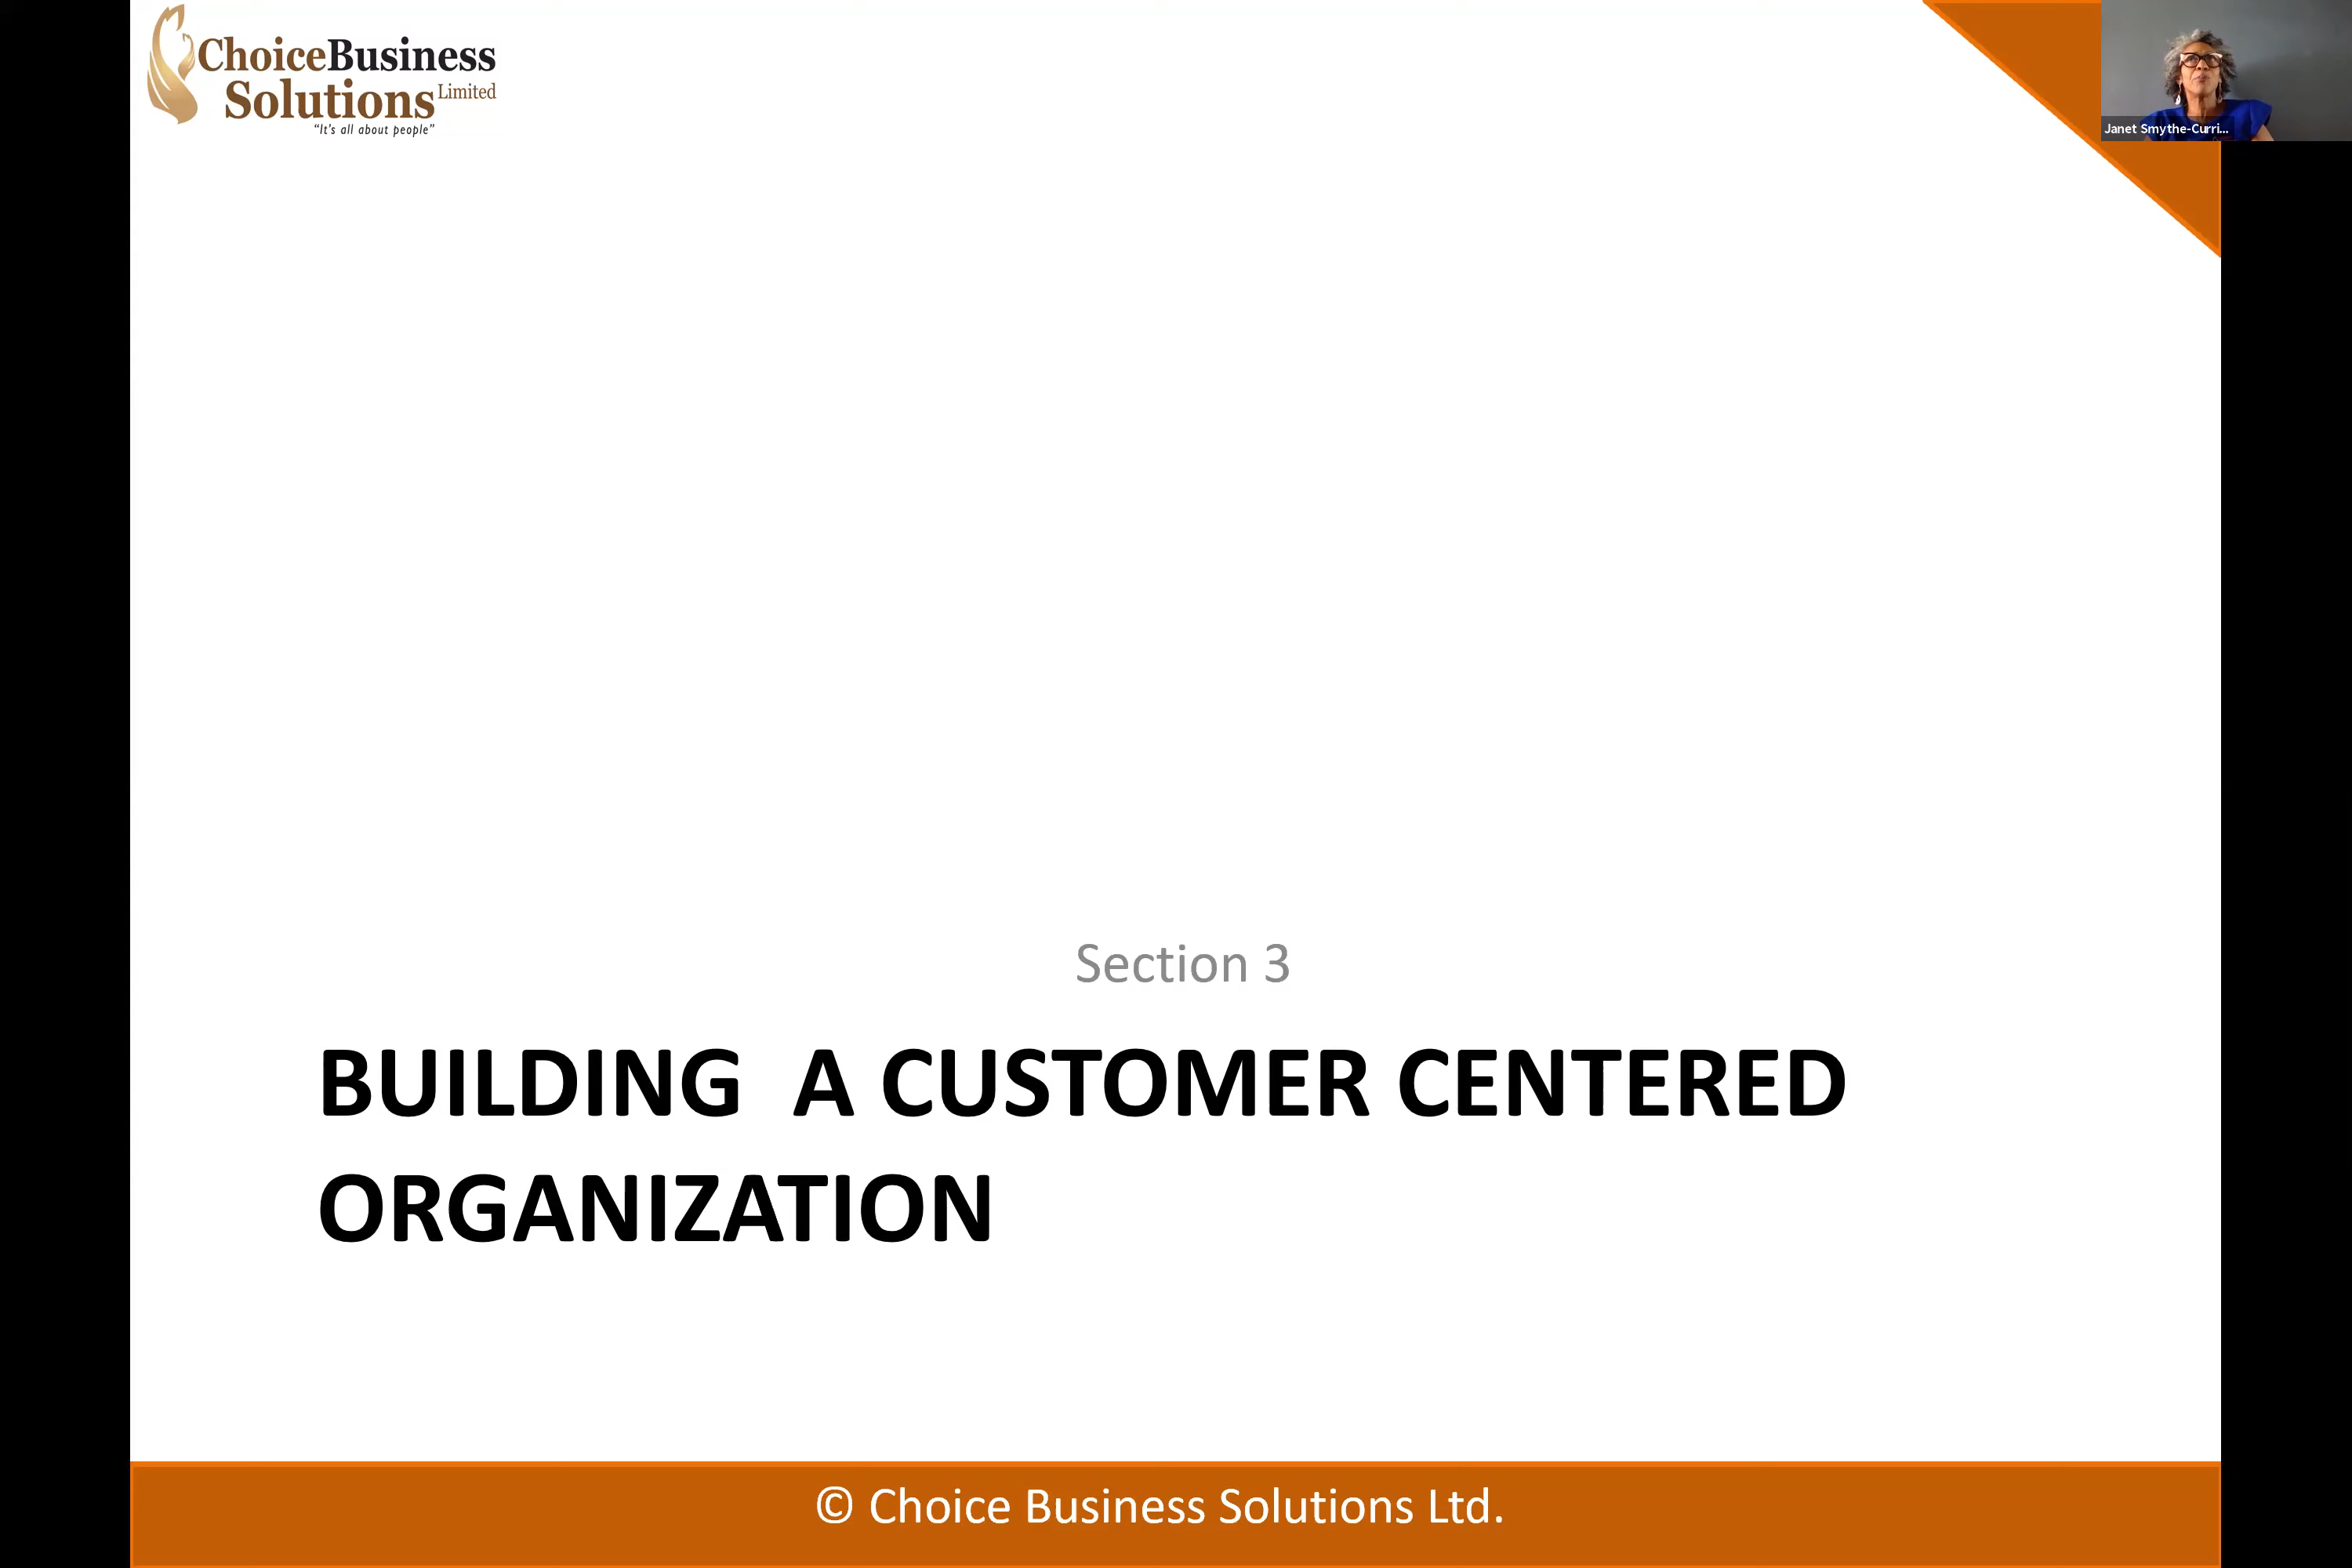 ChoiceBusiness
Solutions Limited
“It’s all about people”
Janet Smythe-Curri...
Section 3
BUILDING A CUSTOMER CENTERED
ORGANIZATION
© Choice Business Solutions Ltd.